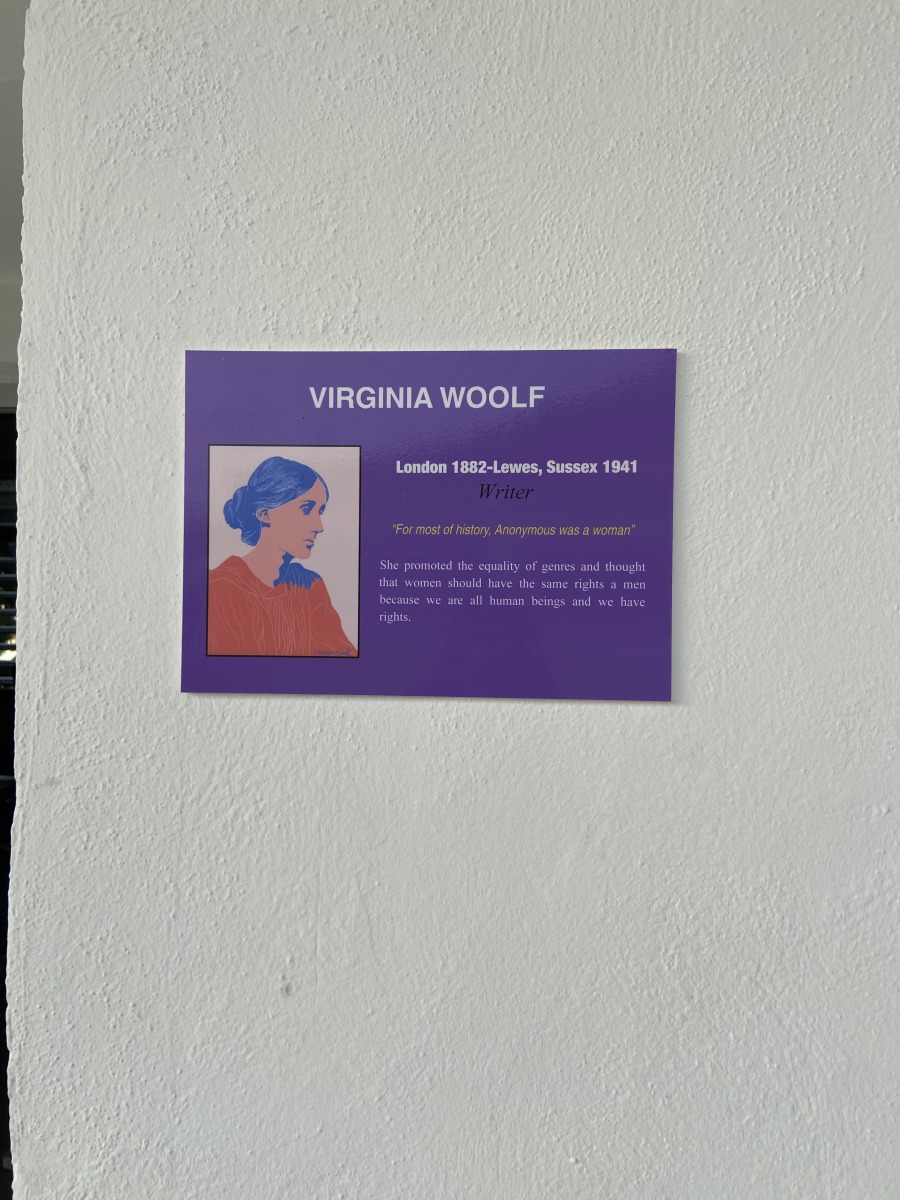 VIRGINIA WOOLF
London 1882-Lewes, Sussex 1941
Writer
“For most of history, Anonymous was a woman”
She promoted the equality of genres and thought
that women should have the same rights a men
because we are all human beings and we have
rights.